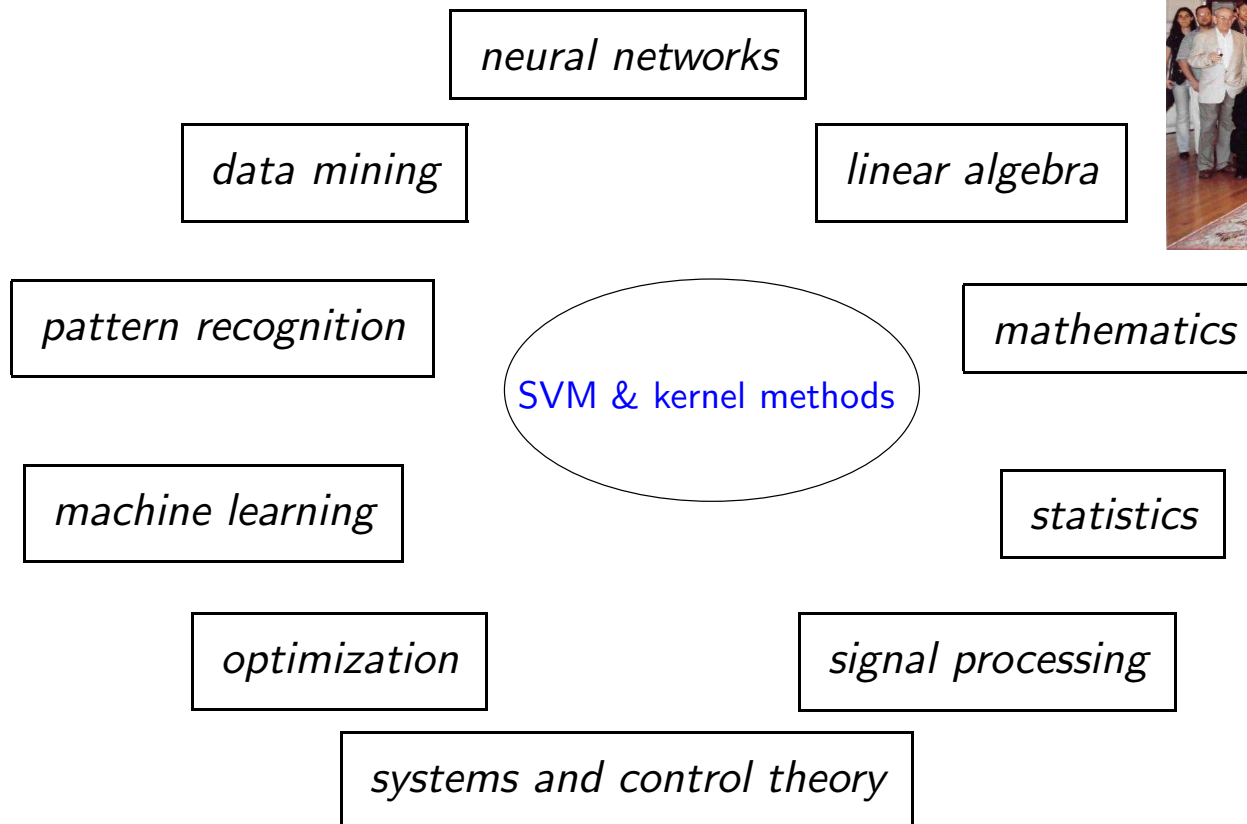 neural networks
data mining
linear algebra
pattern recognition
mathematics
SVM & kernel methods
machine learning
statistics
optimization
signal processing
systems and control theory